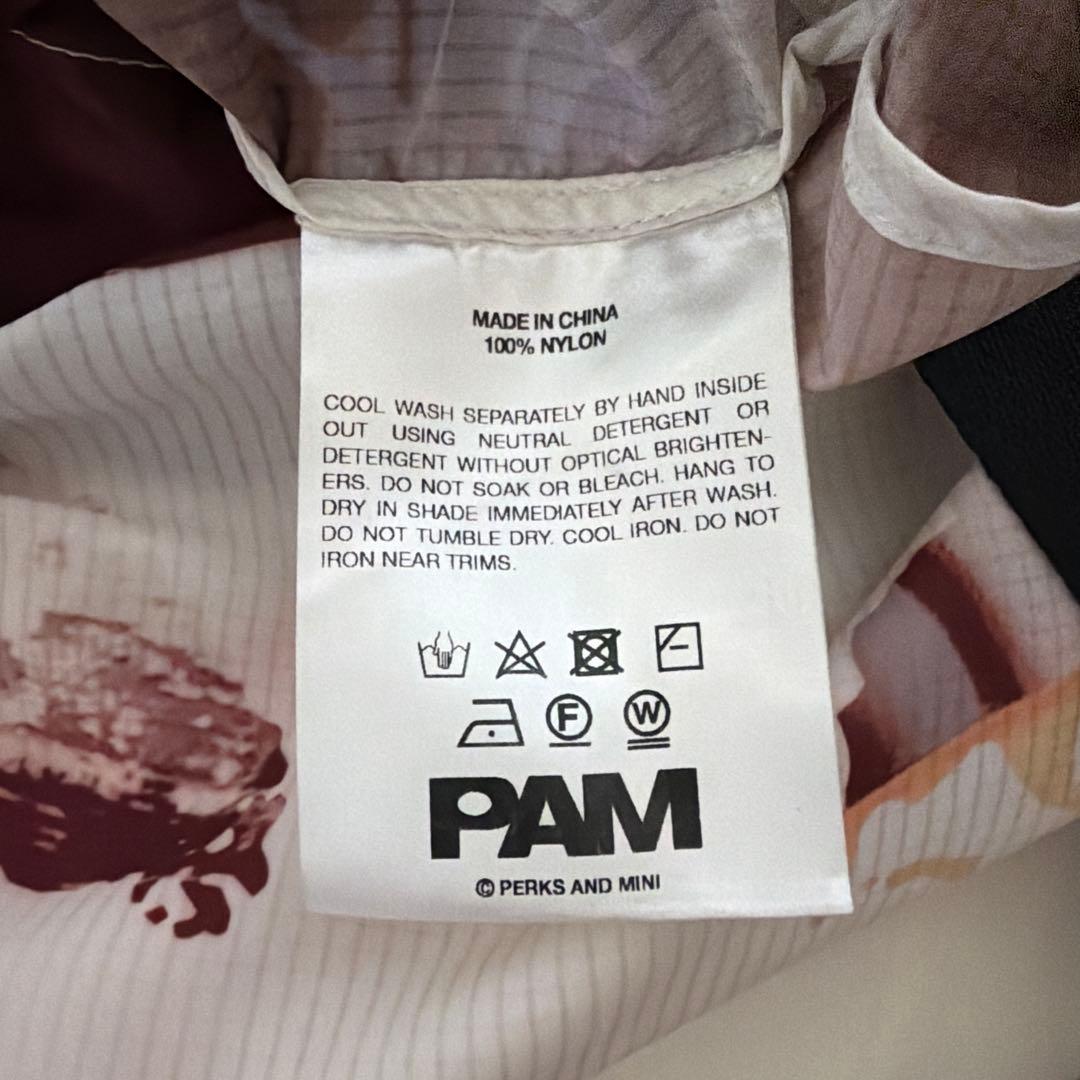 MADE IN CHINA
100% NYLON
COOL WASH SEPARATELY BY HAND INSIDE
OUT USING NEUTRAL DETERGENT OR
DETERGENT WITHOUT OPTICAL BRIGHTEN-
ERS. DO NOT SOAK OR BLEACH. HANG TO
DRY IN SHADE IMMEDIATELY AFTER WASH.
DO NOT TUMBLE DRY. COOL IRON. DO NOT
IRON NEAR TRIMS.
F W
PAM
© PERKS AND MINI